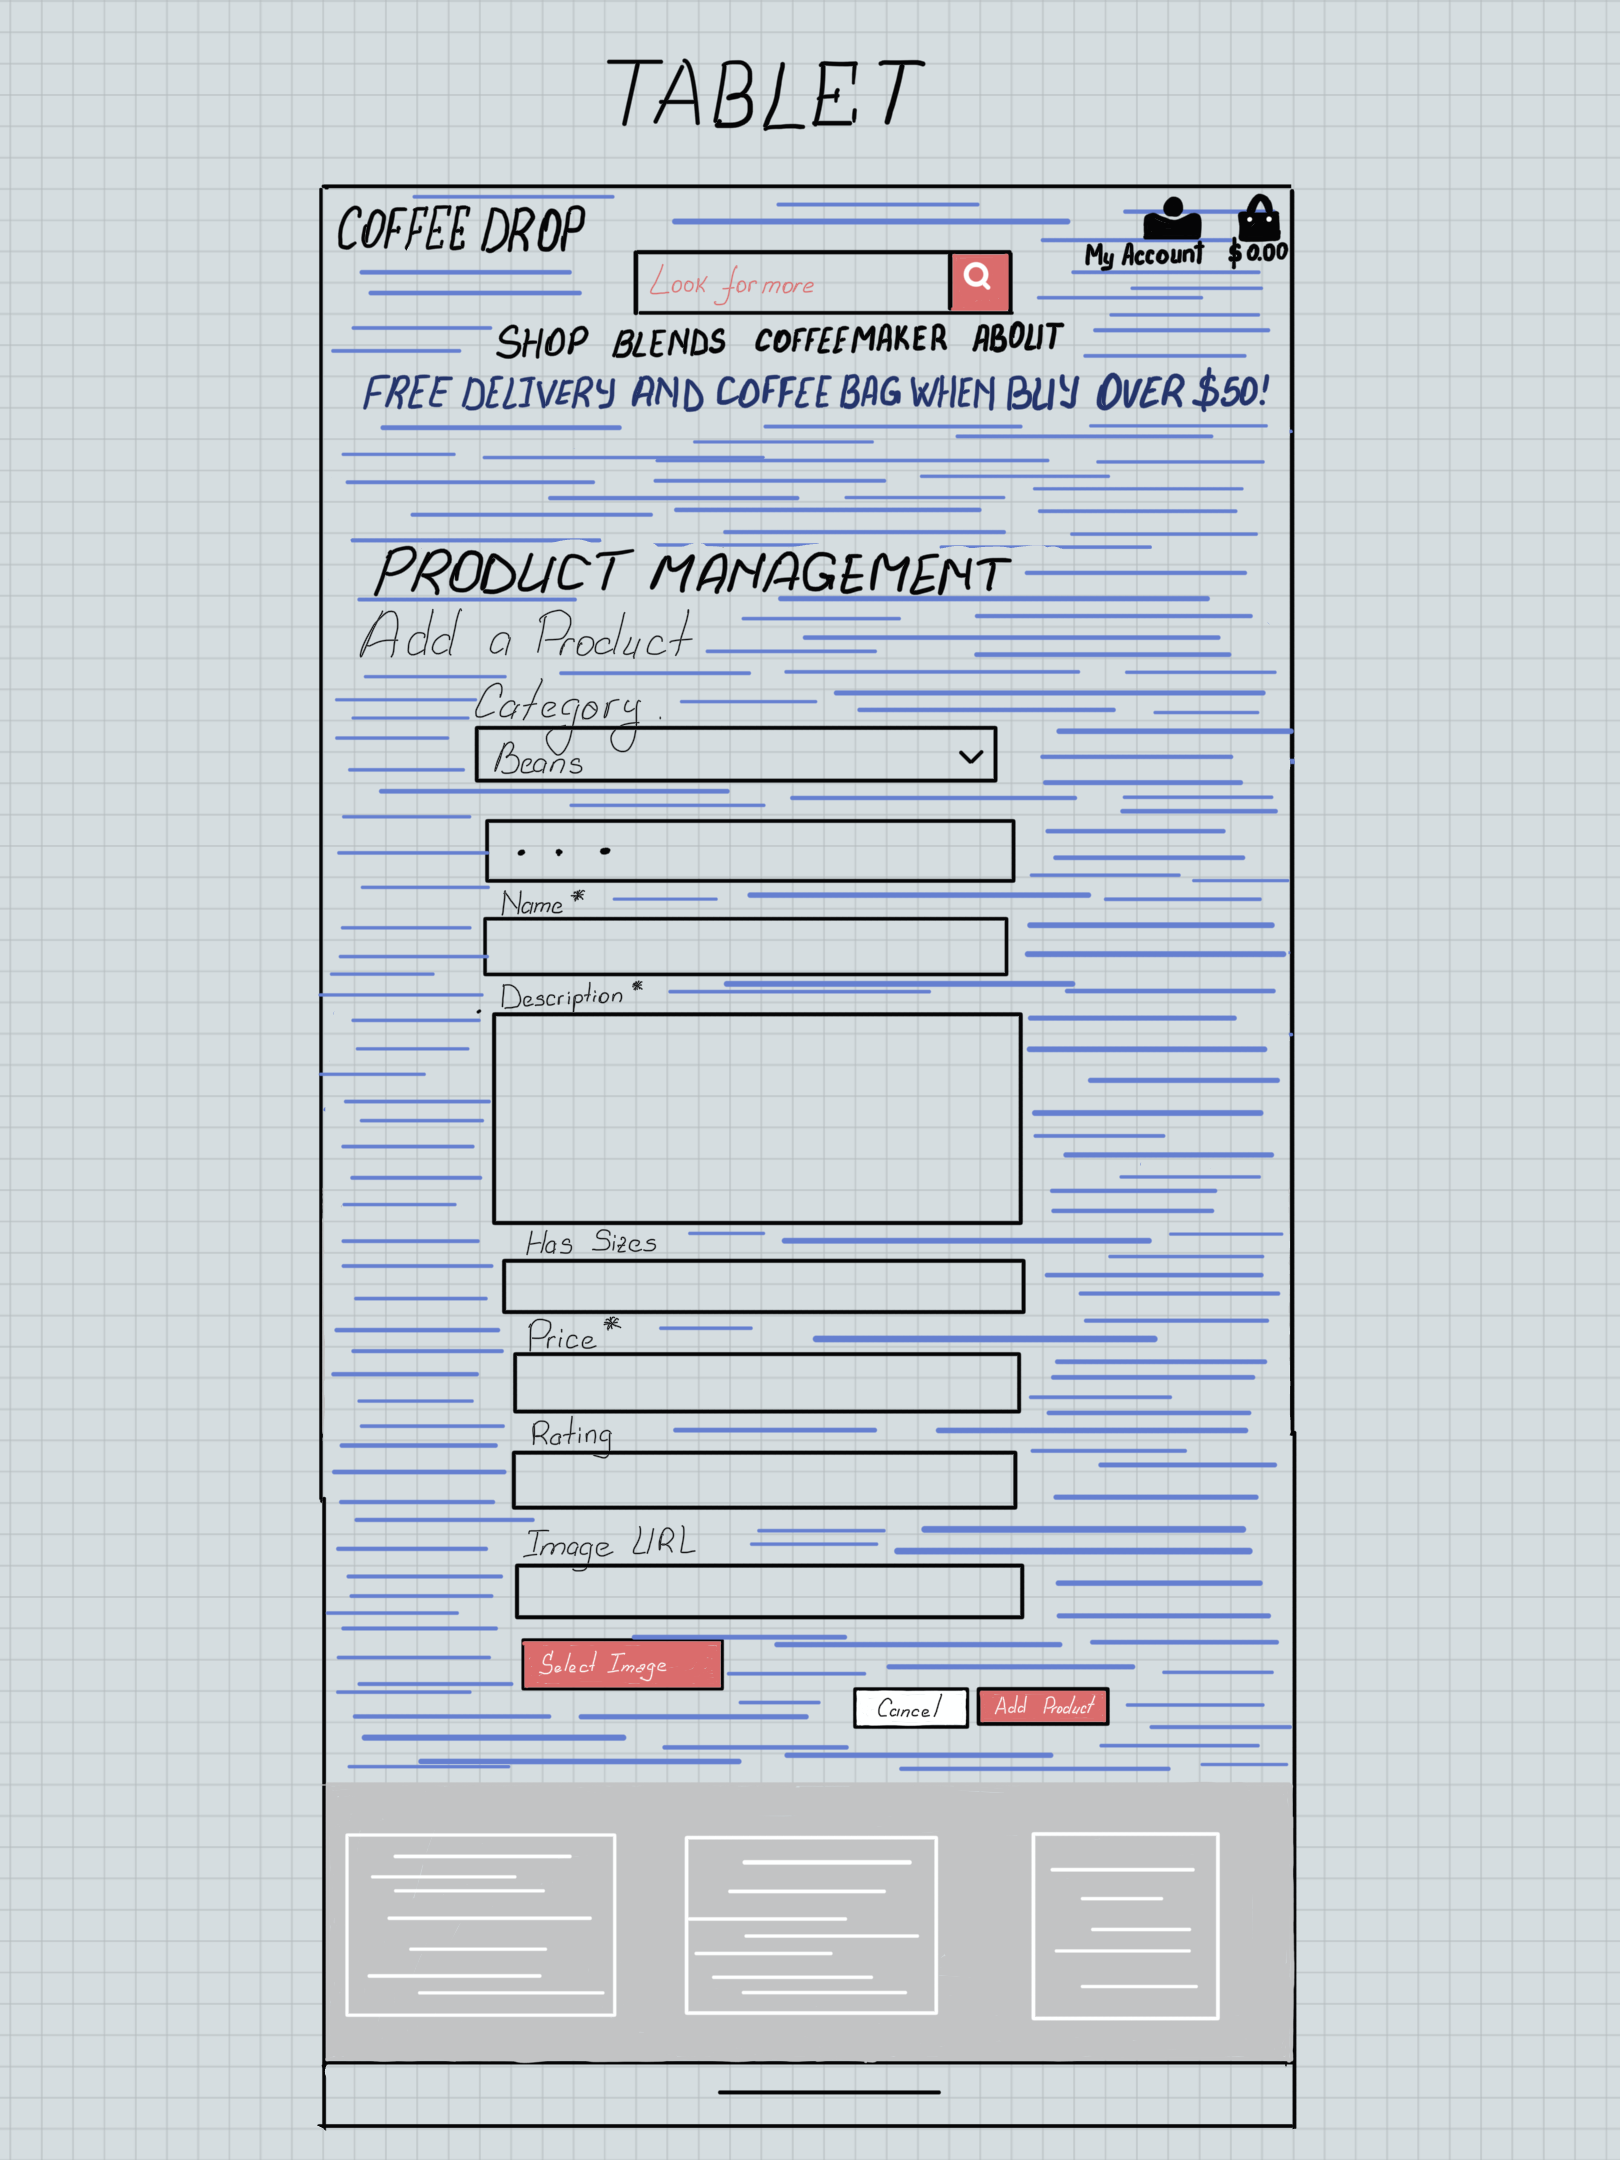 TABLET
COFFEE DROP
My Account $0.00
Look for more
SHOP BLENDS COFFEEMAKER ABOUT
FREE DELIVERY AND COFFEE BAG WHEN BUY OVER $50!
PRODUCT MANAGEMENT
Add a Product
Category.
Beans
...
Name*
Description*
Has Sizes
Price*
Rating
Image URL
Select Image
Cancel Add Product